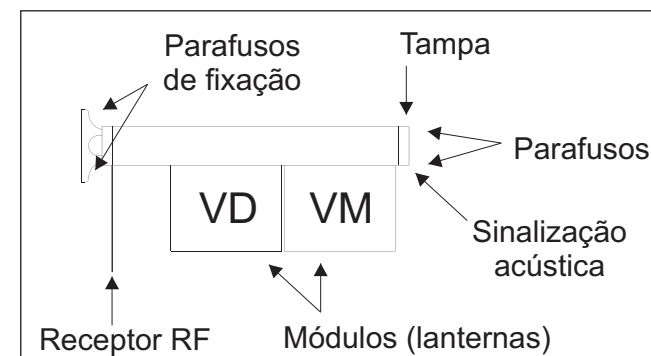 Parafusos
de fixação
Tampa
Parafusos
VD
VM
Sinalização
acústica
Receptor RF
Módulos (lanternas)